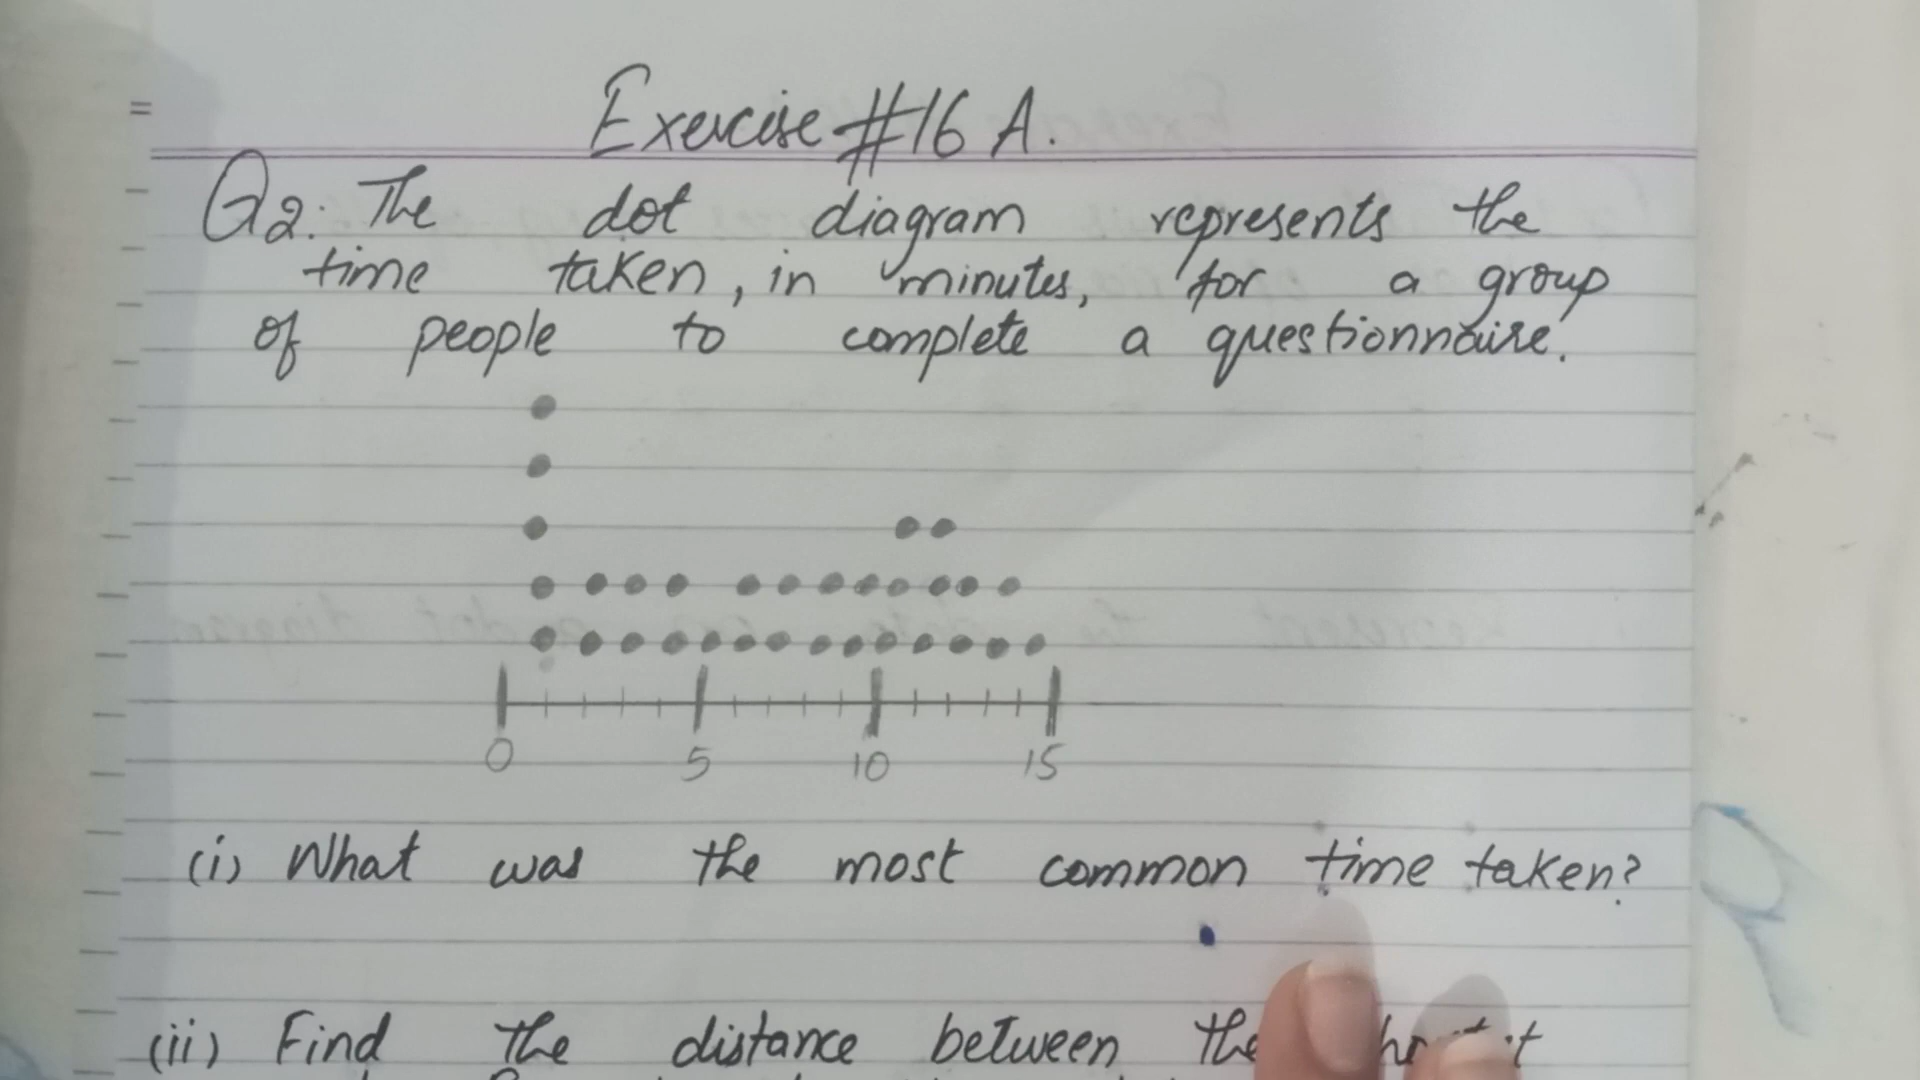 Exercise #16 A.
Q2: The dot diagram represents the
time taken, in minutes, for a group
of people to complete a questionnaire.
0 5 10 15
(i) What was the most common time taken?
(ii) Find the distance between the